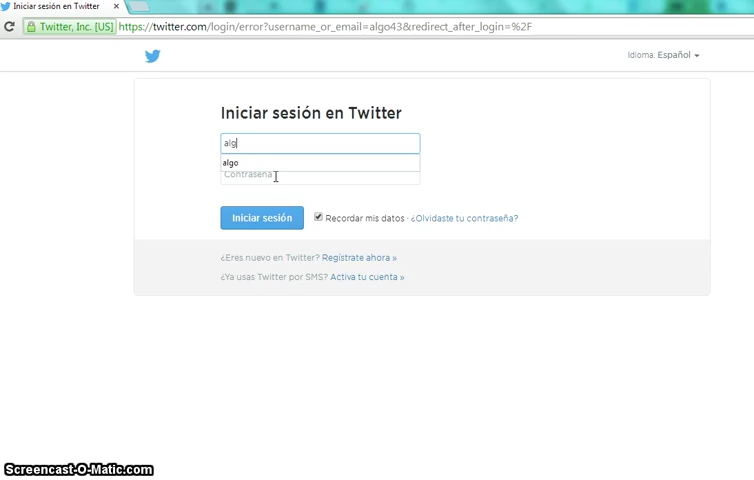 Iniciar sesión en Twitter
Twitter, Inc. [US] https://twitter.com/login/error?username_or_email=algo43&redirect_after_login=%2F
Idioma: Español
Iniciar sesión en Twitter
alg
algo
Contraseña
Iniciar sesión Recordar mis datos · ¿Olvidaste tu contraseña?
¿Eres nuevo en Twitter? Regístrate ahora »
¿Ya usas Twitter por SMS? Activa tu cuenta »
Screencast-O-Matic.com